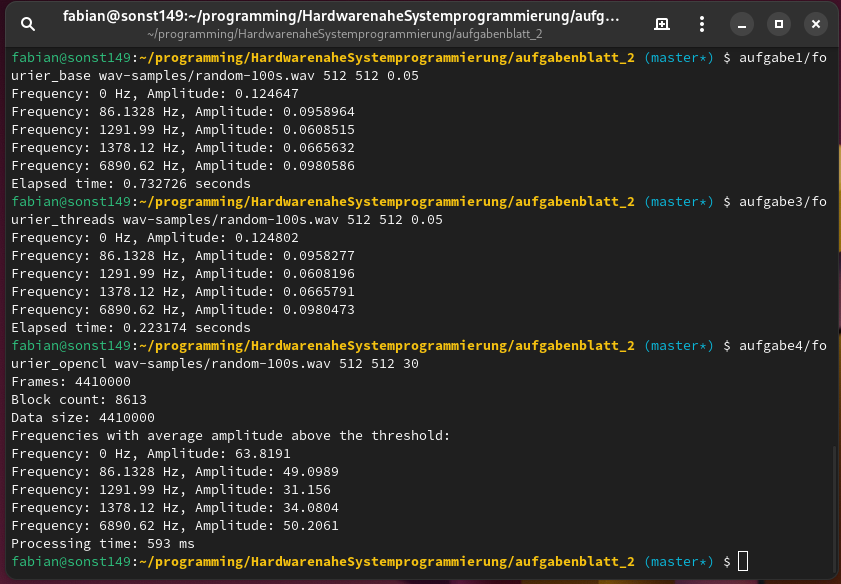 fabian@sonst149:~/programming/HardwarenaheSystemprogrammierung/aufg...
~/programming/HardwarenaheSystemprogrammierung/aufgabenblatt_2
fabian@sonst149:~/programming/HardwarenaheSystemprogrammierung/aufgabenblatt_2 (master*) $ aufgabe1/fo
urier_base wav-samples/random-100s.wav 512 512 0.05
Frequency: 0 Hz, Amplitude: 0.124647
Frequency: 86.1328 Hz, Amplitude: 0.0958964
Frequency: 1291.99 Hz, Amplitude: 0.0608515
Frequency: 1378.12 Hz, Amplitude: 0.0665632
Frequency: 6890.62 Hz, Amplitude: 0.0980586
Elapsed time: 0.732726 seconds
fabian@sonst149:~/programming/HardwarenaheSystemprogrammierung/aufgabenblatt_2 (master*) $ aufgabe3/fo
urier_threads wav-samples/random-100s.wav 512 512 0.05
Frequency: 0 Hz, Amplitude: 0.124802
Frequency: 86.1328 Hz, Amplitude: 0.0958277
Frequency: 1291.99 Hz, Amplitude: 0.0608196
Frequency: 1378.12 Hz, Amplitude: 0.0665791
Frequency: 6890.62 Hz, Amplitude: 0.0980473
Elapsed time: 0.223174 seconds
fabian@sonst149:~/programming/HardwarenaheSystemprogrammierung/aufgabenblatt_2 (master*) $ aufgabe4/fo
urier_opencl wav-samples/random-100s.wav 512 512 30
Frames: 4410000
Block count: 8613
Data size: 4410000
Frequencies with average amplitude above the threshold:
Frequency: 0 Hz, Amplitude: 63.8191
Frequency: 86.1328 Hz, Amplitude: 49.0989
Frequency: 1291.99 Hz, Amplitude: 31.156
Frequency: 1378.12 Hz, Amplitude: 34.0804
Frequency: 6890.62 Hz, Amplitude: 50.2061
Processing time: 593 ms
fabian@sonst149:~/programming/HardwarenaheSystemprogrammierung/aufgabenblatt_2 (master*) $